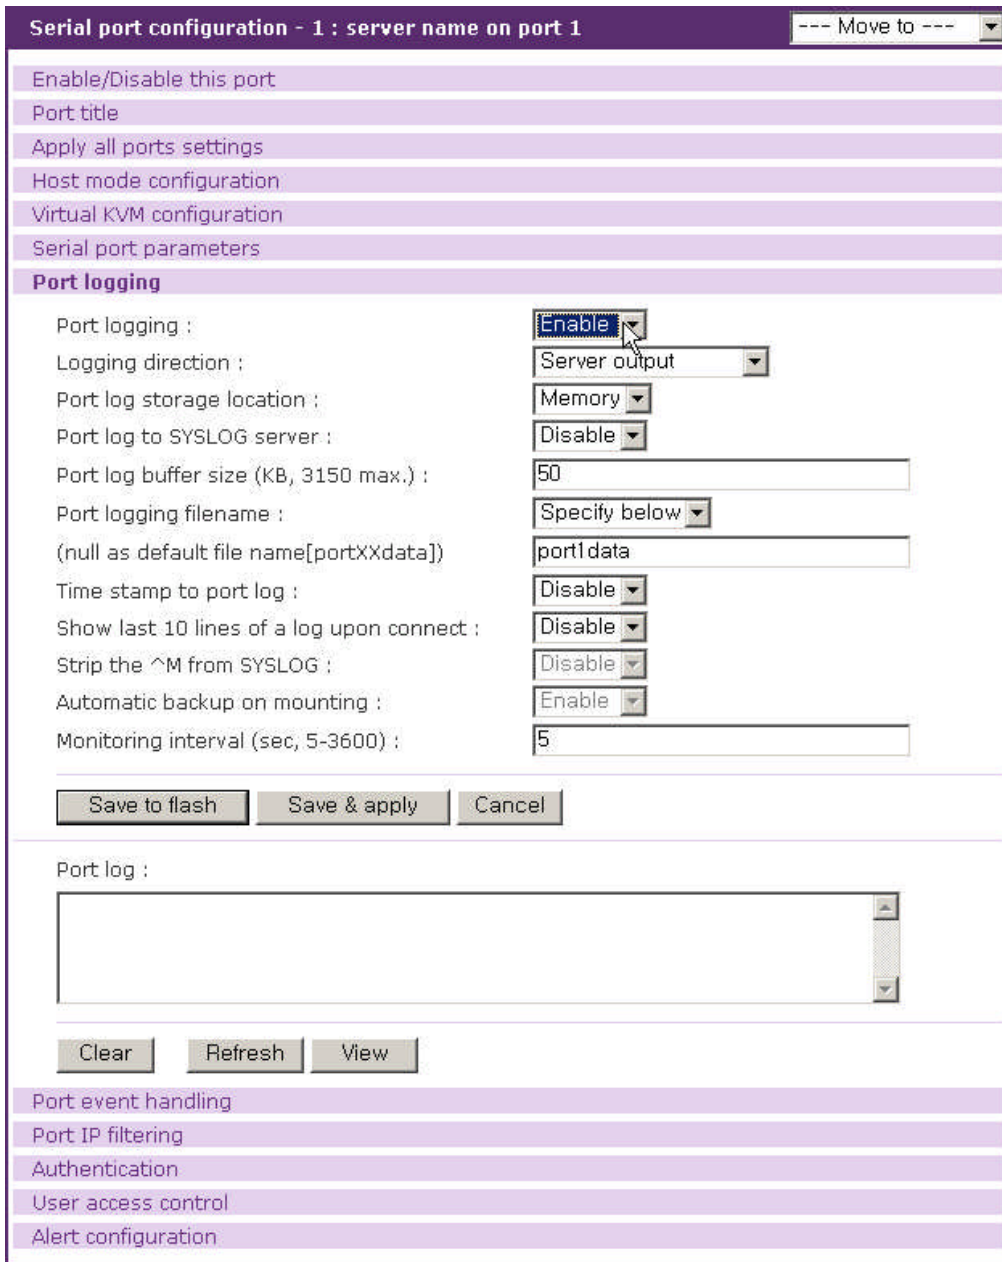 Serial port configuration - 1 : server name on port 1 --- Move to ---
Enable/Disable this port
Port title
Apply all ports settings
Host mode configuration
Virtual KVM configuration
Serial port parameters
Port logging
Port logging : Enable
Logging direction : Server output
Port log storage location : Memory
Port log to SYSLOG server : Disable
Port log buffer size (KB, 3150 max.) : 50
Port logging filename : Specify below
(null as default file name[portXXdata]) port1data
Time stamp to port log : Disable
Show last 10 lines of a log upon connect : Disable
Strip the ^M from SYSLOG : Disable
Automatic backup on mounting : Enable
Monitoring interval (sec, 5-3600) : 5
Save to flash Save & apply Cancel
Port log :
Clear Refresh View
Port event handling
Port IP filtering
Authentication
User access control
Alert configuration